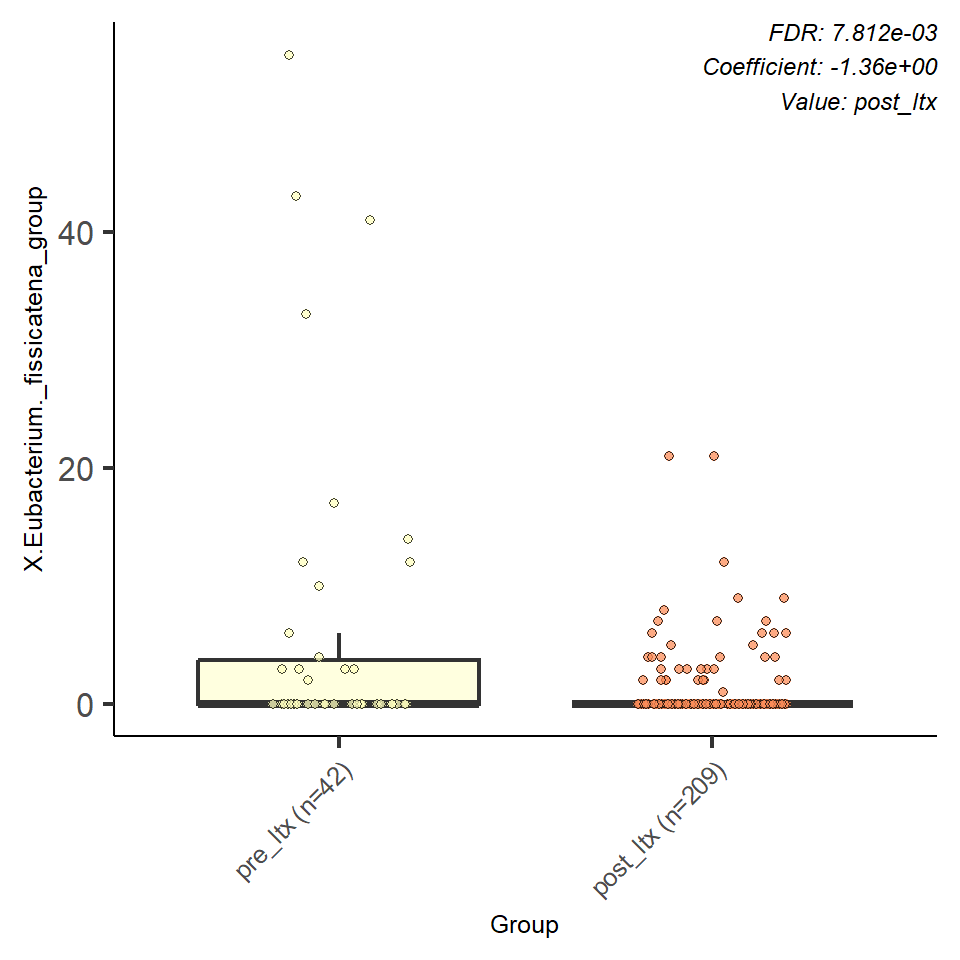 FDR: 7.812e-03
Coefficient: -1.36e+00
Value: post_ltx
X.Eubacterium._fissicatena_group
40
20
0
pre_ltx (n=42)
post_ltx (n=209)
Group